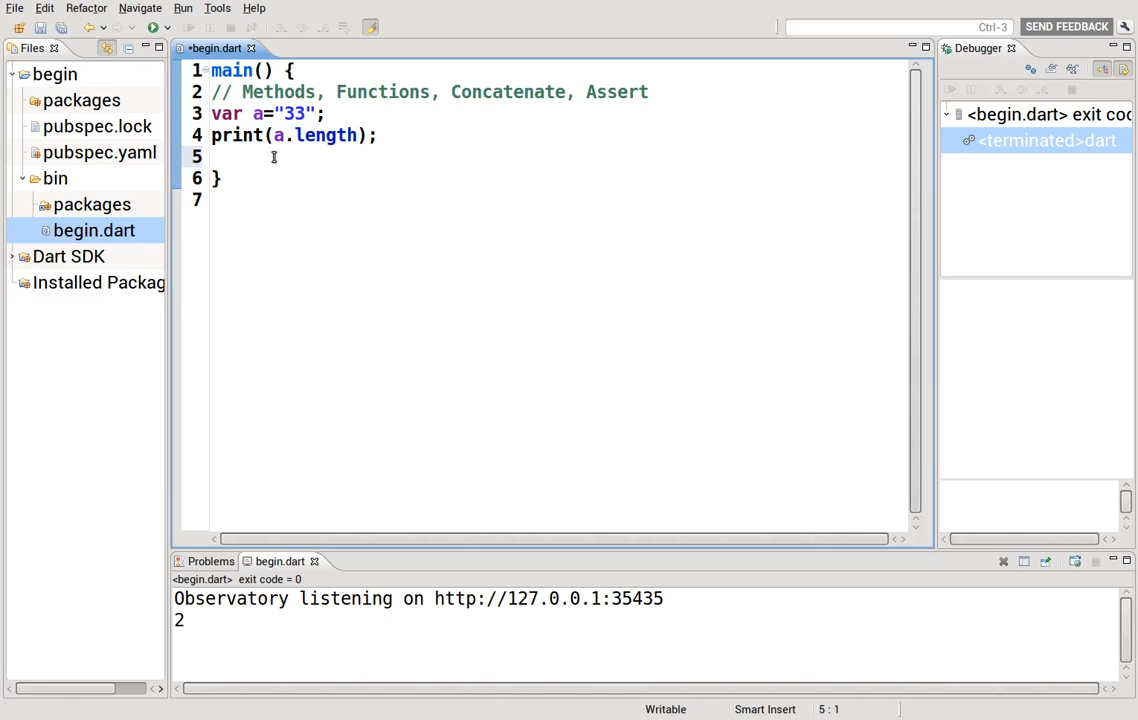 File Edit Refactor Navigate Run Tools Help
Ctrl-3 SEND FEEDBACK
Files
*begin.dart
Debugger
begin
packages
pubspec.lock
pubspec.yaml
bin
packages
begin.dart
Dart SDK
Installed Packag
1 main() {
2 // Methods, Functions, Concatenate, Assert
3 var a="33";
4 print(a.length);
5
6 }
7
<begin.dart> exit coc
<terminated>dart
Problems begin.dart
<begin.dart> exit code = 0
Observatory listening on http://127.0.0.1:35435
2
Writable Smart Insert 5 : 1